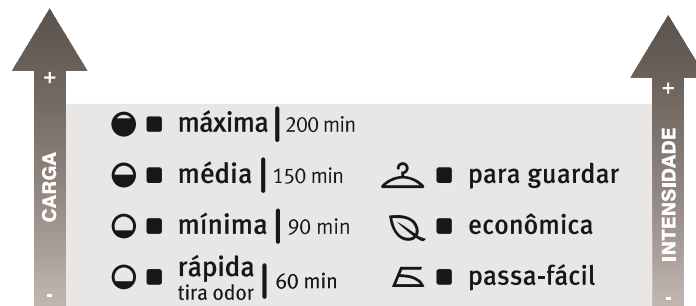 +
CARGA
-
máxima | 200 min
média | 150 min
mínima | 90 min
rápida | 60 min
tira odor
para guardar
econômica
passa-fácil
+
INTENSIDADE
-